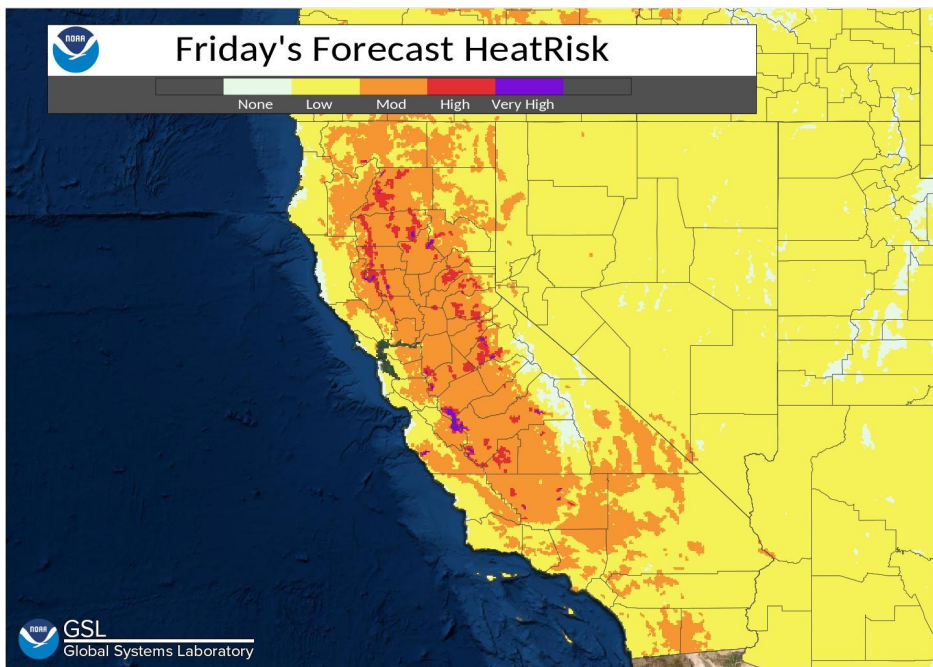 NOAA
Friday's Forecast HeatRisk
None Low Mod High Very High
NOAA
GSL
Global Systems Laboratory